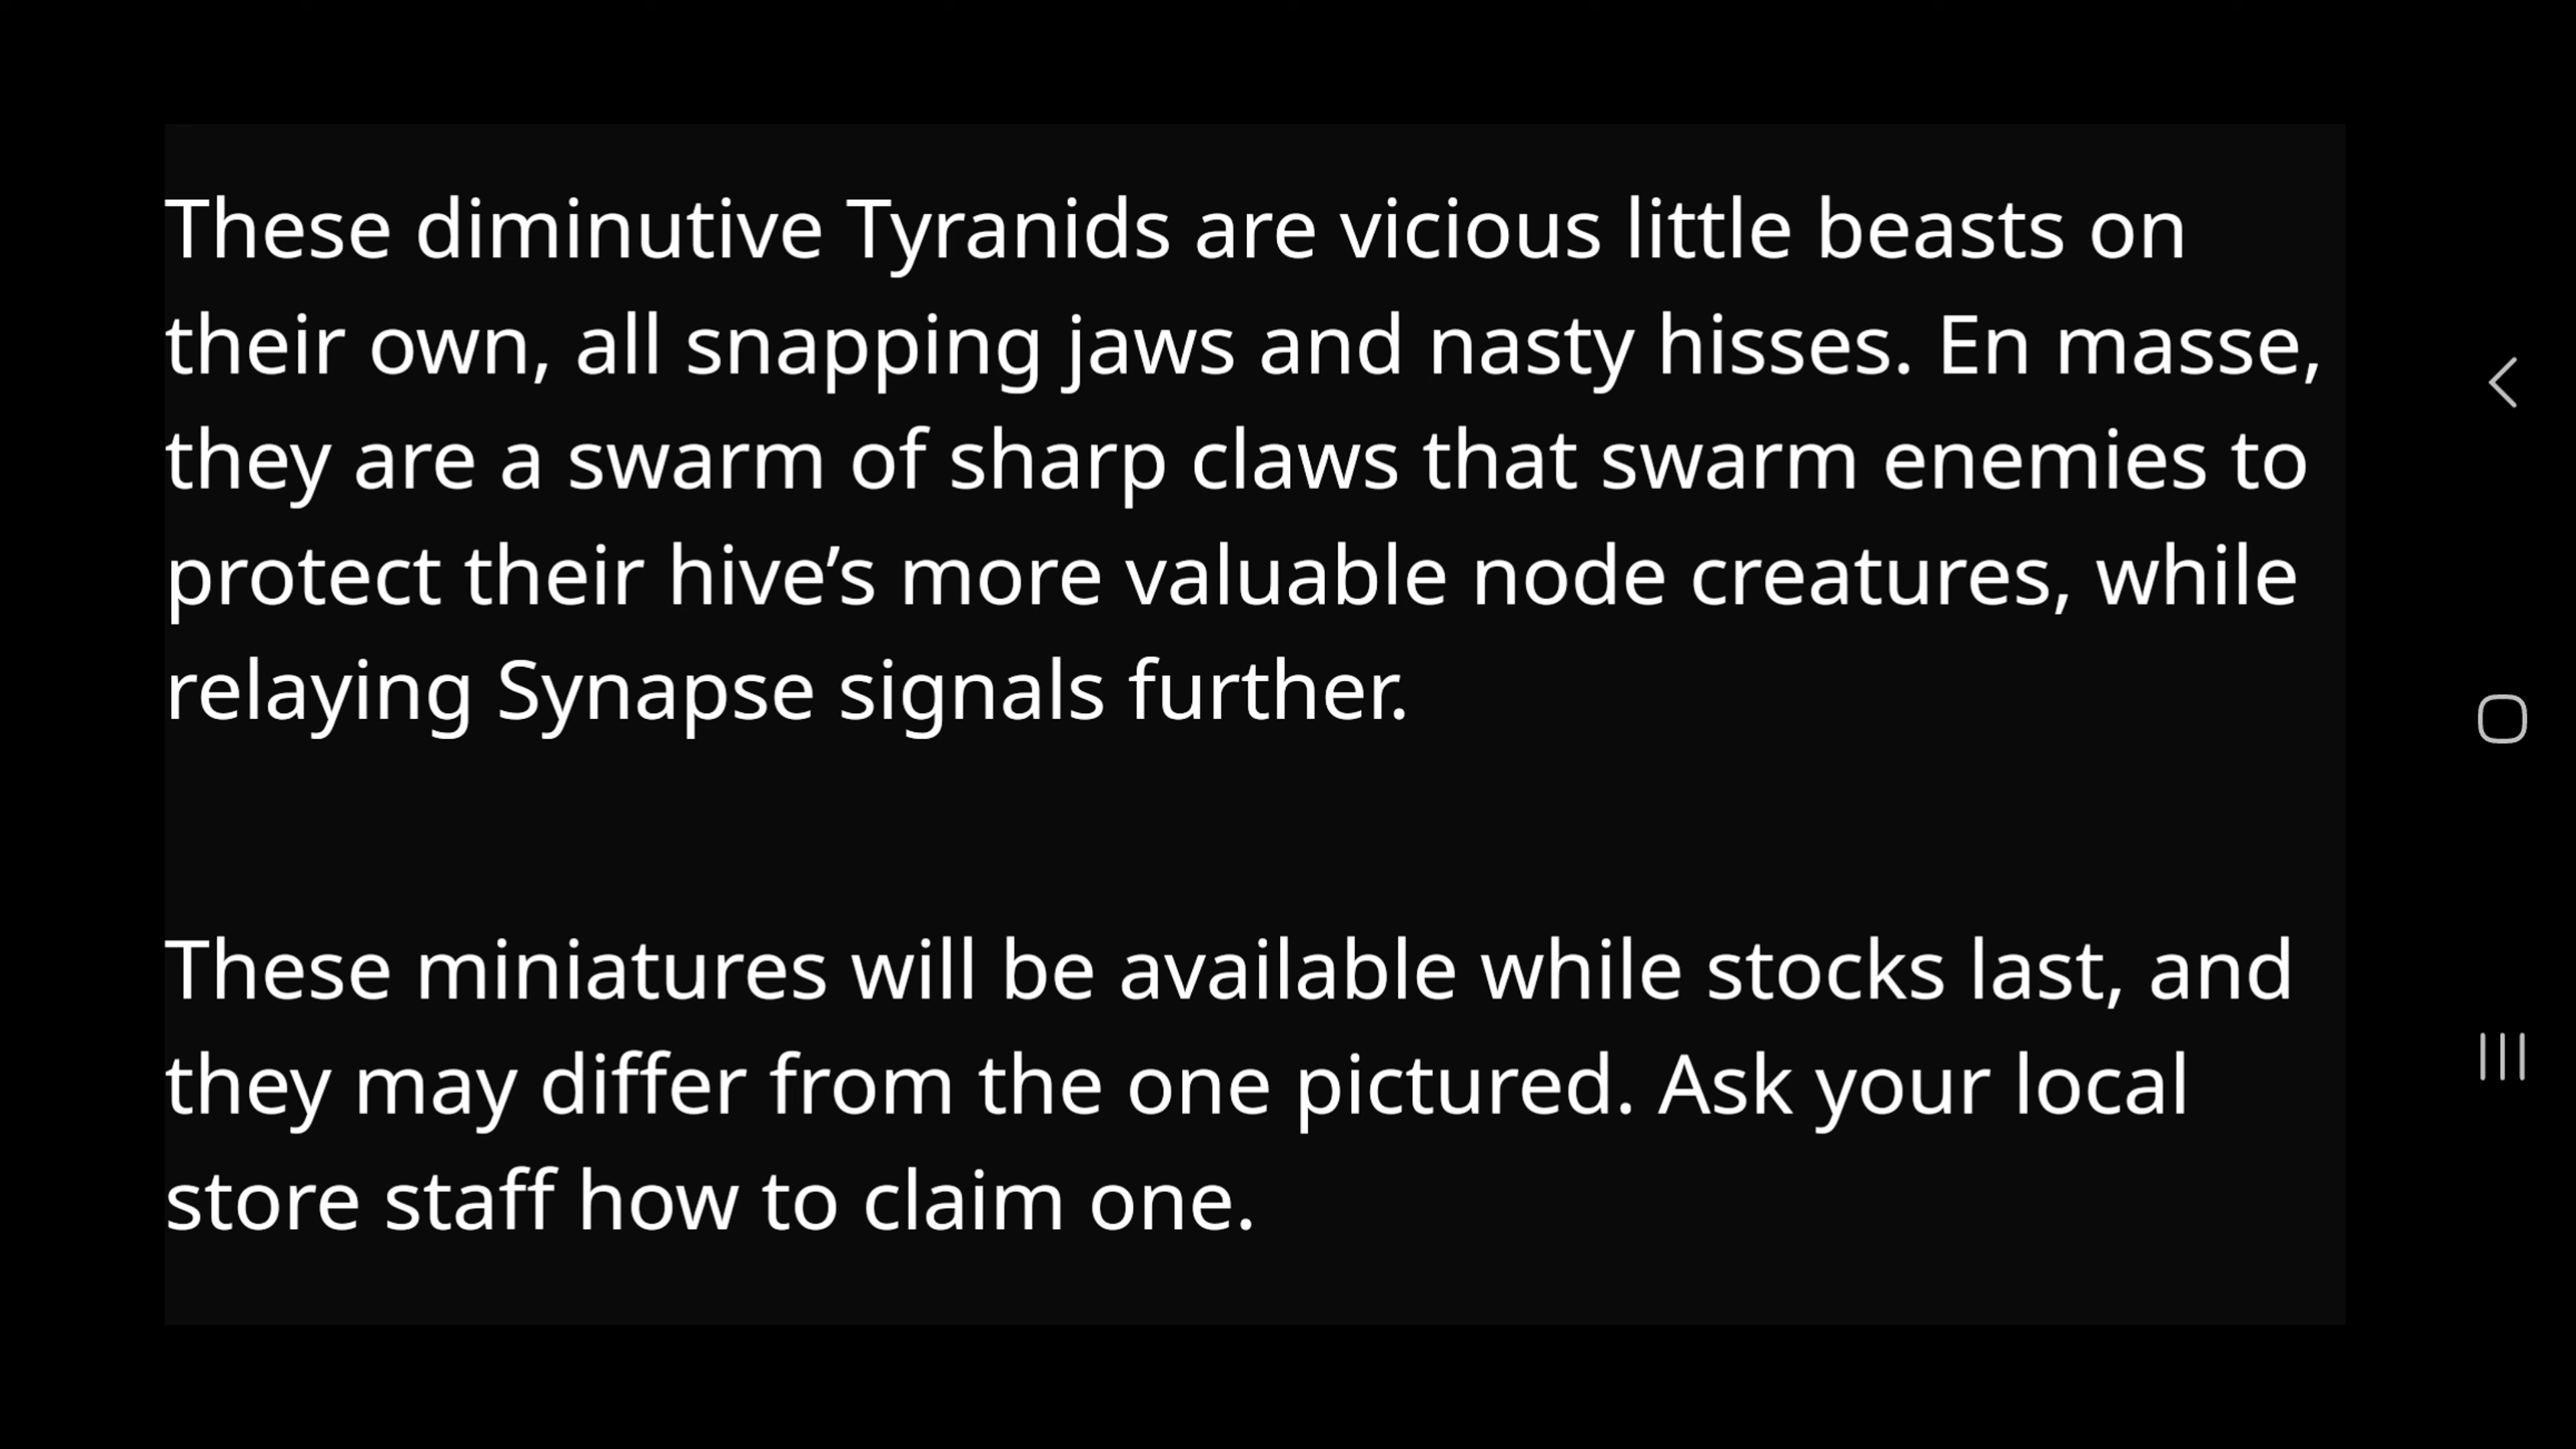 These diminutive Tyranids are vicious little beasts on
their own, all snapping jaws and nasty hisses. En masse,
they are a swarm of sharp claws that swarm enemies to
protect their hive’s more valuable node creatures, while
relaying Synapse signals further.
These miniatures will be available while stocks last, and
they may differ from the one pictured. Ask your local
store staff how to claim one.